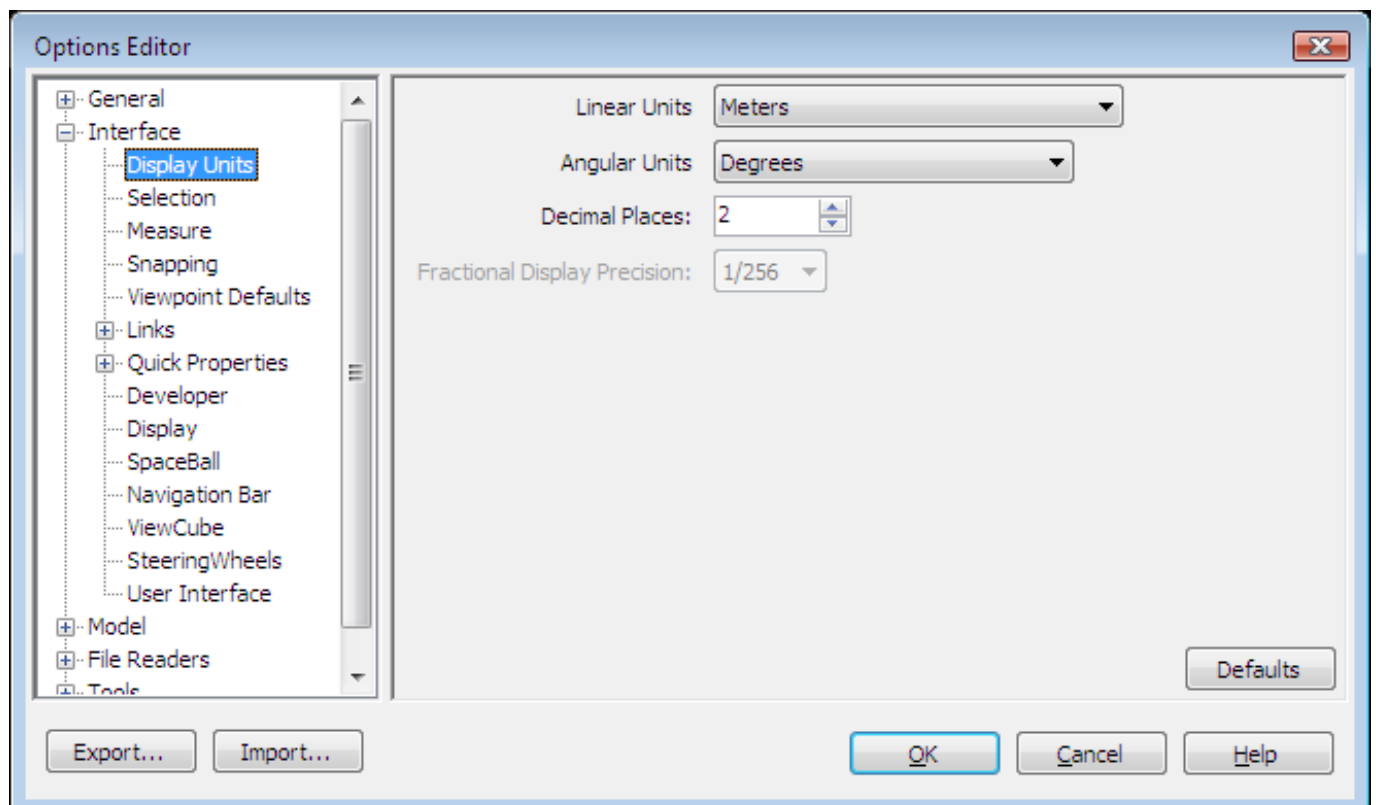 Options Editor
General
Interface
Display Units
Selection
Measure
Snapping
Viewpoint Defaults
Links
Quick Properties
Developer
Display
SpaceBall
Navigation Bar
ViewCube
SteeringWheels
User Interface
Model
File Readers
Tools
Linear Units Meters
Angular Units Degrees
Decimal Places: 2
Fractional Display Precision: 1/256
Defaults
Export... Import... OK Cancel Help